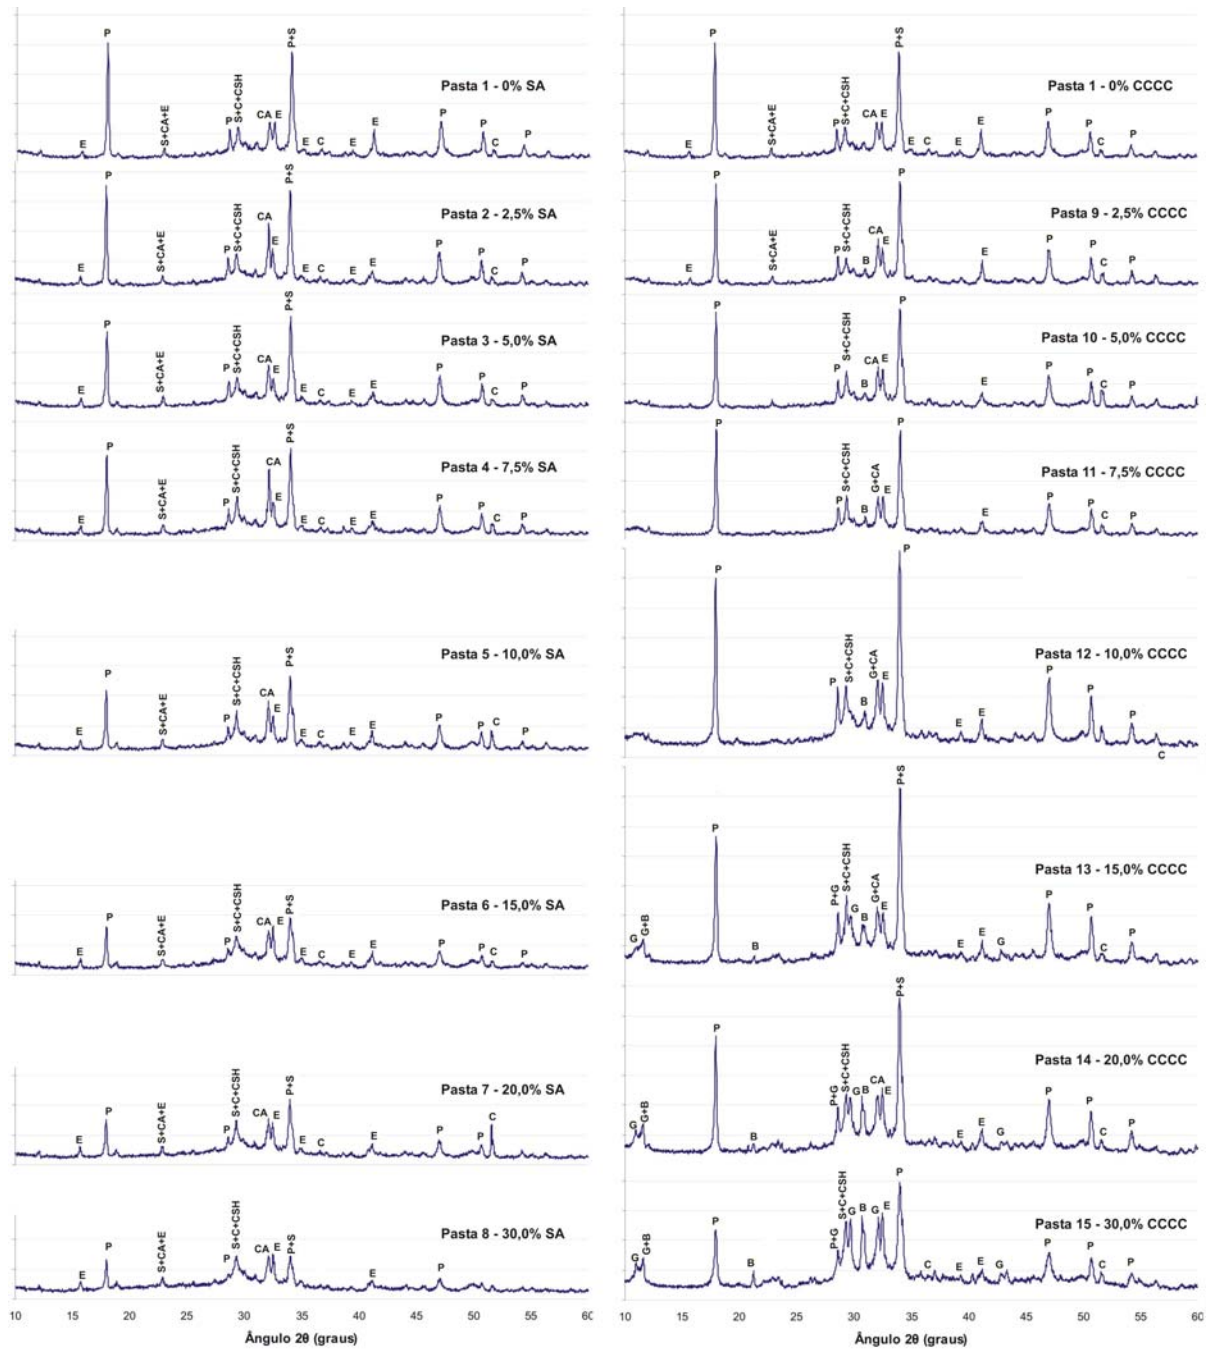 P
P+S
S+C+CSH
S+CA+E
Pasta 1 - 0% SA
E P CA E E C E E P P C P
P
P+S
S+C+CSH
S+CA+E
CA
Pasta 2 - 2,5% SA
E P E E C E E P P C P
P
P+S
S+C+CSH
S+CA+E
CA
Pasta 3 - 5,0% SA
E P E E C E E P P C P
P
P+S
S+C+CSH
S+CA+E
CA
Pasta 4 - 7,5% SA
E P E E C E E P P C P
P
P+S
S+C+CSH
S+CA+E
CA
Pasta 5 - 10,0% SA
E P E E C E E P P C P
P
P+S
S+C+CSH
S+CA+E
CA E
Pasta 6 - 15,0% SA
E P E C E E P P C P
P
P+S
S+C+CSH
S+CA+E
CA E
Pasta 7 - 20,0% SA
E P E C E P P C
P
P+S
S+C+CSH
S+CA+E
CA E
Pasta 8 - 30,0% SA
E P E P
10 15 20 25 30 35 40 45 50 55
Ângulo 2θ (graus)
P
P+S
S+C+CSH
S+CA+E
Pasta 1 - 0% CCCC
E P CA E E C E E P P C P
P
P
S+C+CSH
S+CA+E
CA
Pasta 9 - 2,5% CCCC
E P B E E P P C P
P
P
S+C+CSH
CA E
Pasta 10 - 5,0% CCCC
P B E P P C P
P
P
S+C+CSH
G+CA
Pasta 11 - 7,5% CCCC
P B E E P P C P
P
P
S+C+CSH
G+CA
Pasta 12 - 10,0% CCCC
P B E E E P P P
C
P
P+S
S+C+CSH
P+G
G+CA
Pasta 13 - 15,0% CCCC
G G+B B G B E E E G P P C P
P
P+S
S+C+CSH
P+G
CA
Pasta 14 - 20,0% CCCC
G G+B B G B E E E G P P C P
P
P
S+C+CSH
P+G
Pasta 15 - 30,0% CCCC
G G+B B G B G E C E E G P P C P
10 20 30 40 50 60
Ângulo 2θ (graus)